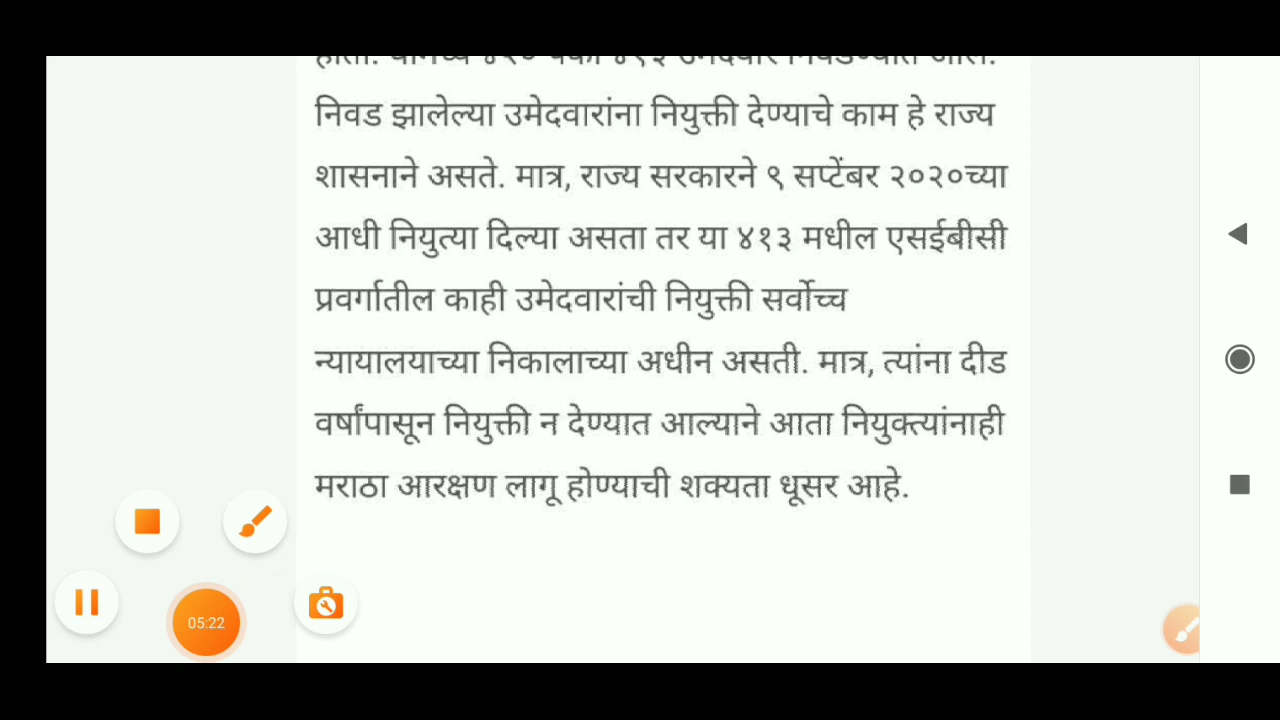 निवड झालेल्या उमेदवारांना नियुक्ती देण्याचे काम हे राज्य
शासनाने असते. मात्र, राज्य सरकारने ९ सप्टेंबर २०२०च्या
आधी नियुत्या दिल्या असता तर या ४१३ मधील एसईबीसी
प्रवर्गातील काही उमेदवारांची नियुक्ती सर्वोच्च
न्यायालयाच्या निकालाच्या अधीन असती. मात्र, त्यांना दीड
वर्षांपासून नियुक्ती न देण्यात आल्याने आता नियुक्त्यांनाही
मराठा आरक्षण लागू होण्याची शक्यता धूसर आहे.
05:22